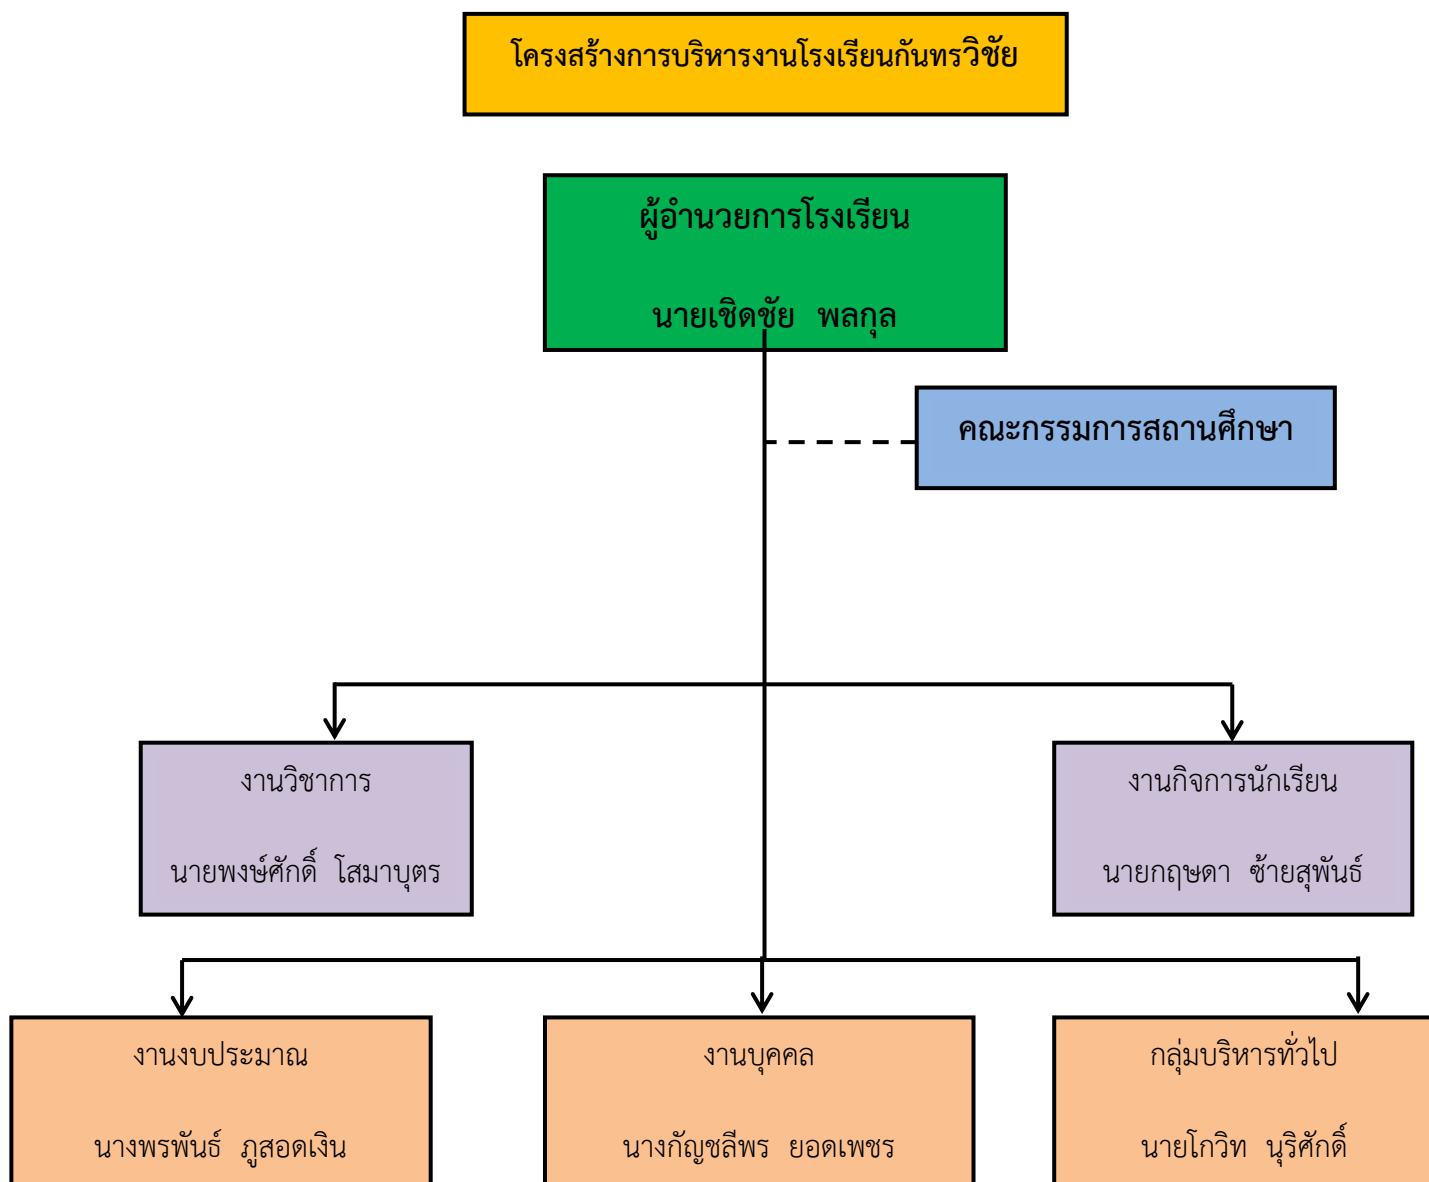 โครงสร้างการบริหารงานโรงเรียนกันทรวิชัย
ผู้อำนวยการโรงเรียน
นายเชิดชัย พลกุล
คณะกรรมการสถานศึกษา
งานวิชาการ
นายพงษ์ศักดิ์ โสมาบุตร
งานกิจการนักเรียน
นายกฤษดา ซ้ายสุพันธ์
งานงบประมาณ
นางพรพันธ์ ภูสอดเงิน
งานบุคคล
นางกัญชลีพร ยอดเพชร
กลุ่มบริหารทั่วไป
นายโกวิท นุริศักดิ์